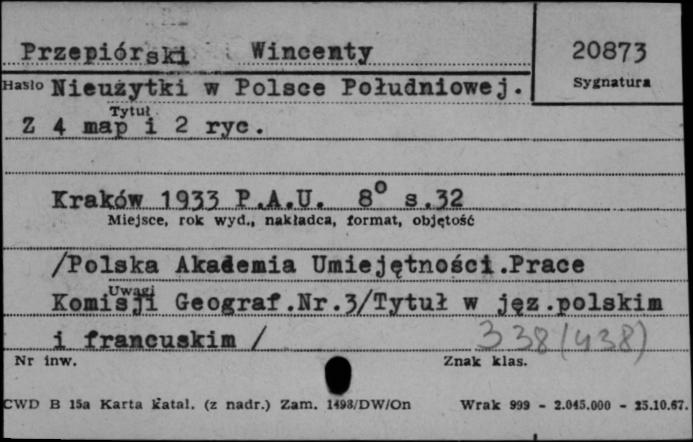 Przepiórski Wincenty
20873
Hasło
Sygnatura
Nieużytki w Polsce Południowej.
Tytuł
Z 4 map i 2 ryc.
Kraków 1933 P.A.U. 8° s.32
Miejsce, rok wyd., nakładca, format, objętość
/Polska Akademia Umiejętności.Prace
Uwagi
Komisji Geograf.Nr.3/Tytuł w jęz.polskim
i francuskim /
338(438)
Nr inw.
Znak klas.
CWD B 15a Karta katal. (z nadr.) Zam. 1498/DW/On
Wrak 999 - 2.045.000 - 25.10.67.